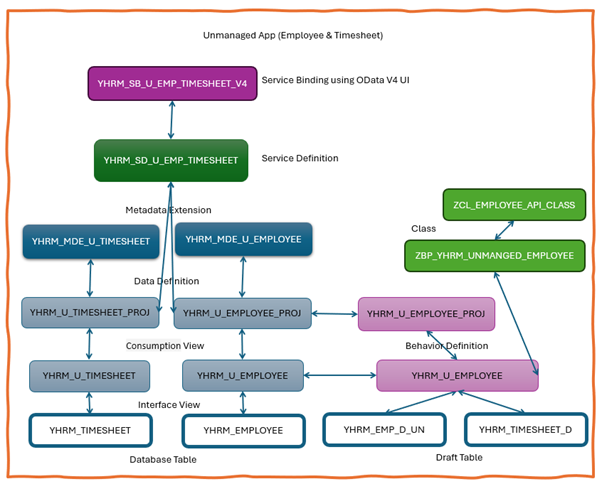 Unmanaged App (Employee & Timesheet)
YHRM_SB_U_EMP_TIMESHEET_V4
Service Binding using OData V4 UI
YHRM_SD_U_EMP_TIMESHEET
Service Definition
Metadata Extension
ZCL_EMPLOYEE_API_CLASS
Class
YHRM_MDE_U_TIMESHEET
YHRM_MDE_U_EMPLOYEE
ZBP_YHRM_UNMANGED_EMPLOYEE
Data Definition
YHRM_U_TIMESHEET_PROJ
YHRM_U_EMPLOYEE_PROJ
YHRM_U_EMPLOYEE_PROJ
Consumption View
Behavior Definition
YHRM_U_TIMESHEET
YHRM_U_EMPLOYEE
YHRM_U_EMPLOYEE
Interface View
YHRM_TIMESHEET
YHRM_EMPLOYEE
YHRM_EMP_D_UN
YHRM_TIMESHEET_D
Database Table
Draft Table